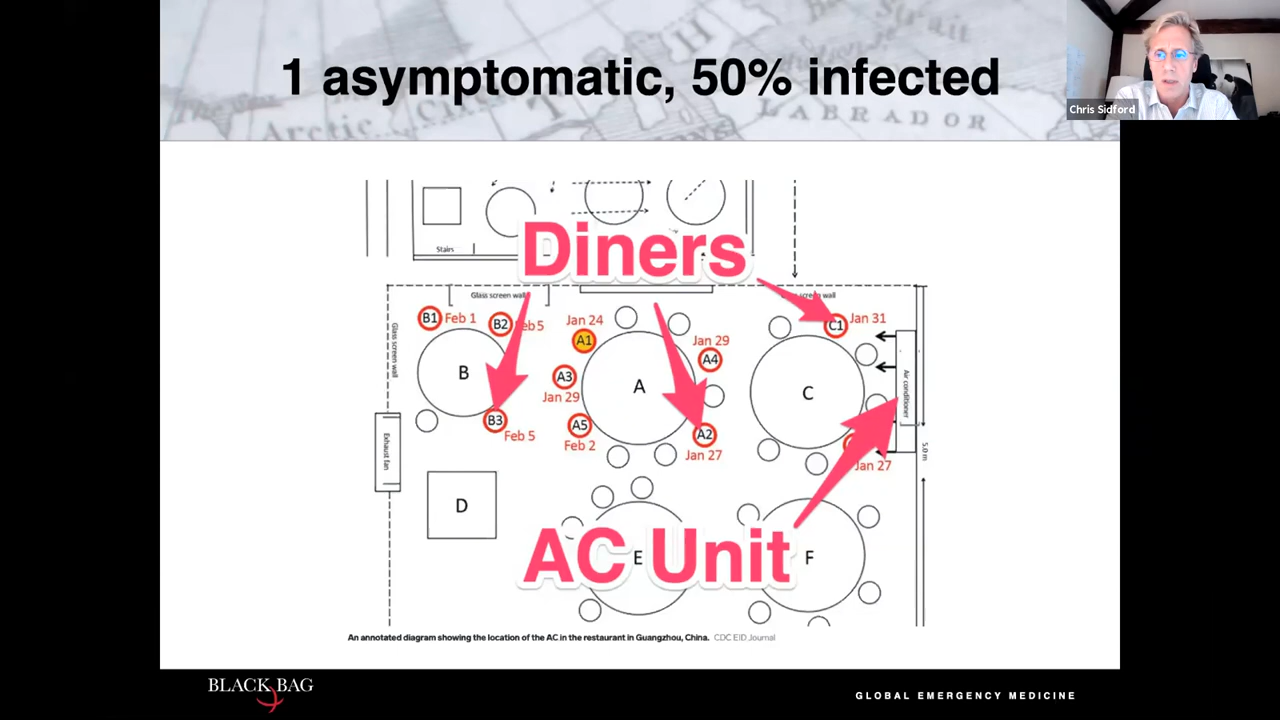 1 asymptomatic, 50% infected
Chris Sidford
Arctic
Strait
LABRADOR
Stairs
Diners
Glass screen wall
screen wall
Glass screen wall
B1 Feb 1
B2
Feb 5
Jan 24
A1
C1 Jan 31
Jan 29
A4
B
A3
Jan 29
A
C
Air conditioner
B3
Feb 5
A5
Feb 2
A2
Jan 27
Jan 27
Exhaust fan
5.0 m
D
AC Unit
E
F
An annotated diagram showing the location of the AC in the restaurant in Guangzhou, China. CDC EID Journal
BLACK BAG
GLOBAL EMERGENCY MEDICINE